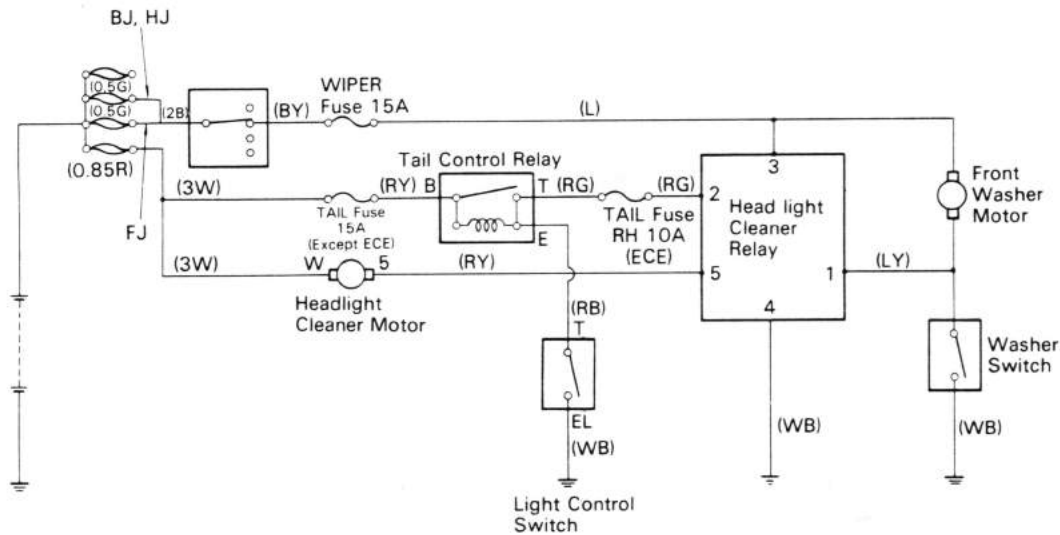 BJ, HJ
(0.5G)
(0.5G)
(2B)
(BY)
WIPER
Fuse 15A
(L)
(0.85R)
FJ
(3W)
TAIL Fuse
15A
(Except ECE)
(RY)
B
Tail Control Relay
T
E
(RG)
TAIL Fuse
RH 10A
(ECE)
(RG)
2
3
Head light
Cleaner
Relay
5
1
4
Front
Washer
Motor
(3W)
W
5
Headlight
Cleaner Motor
(RY)
(LY)
(RB)
T
EL
(WB)
Light Control
Switch
(WB)
Washer
Switch
(WB)